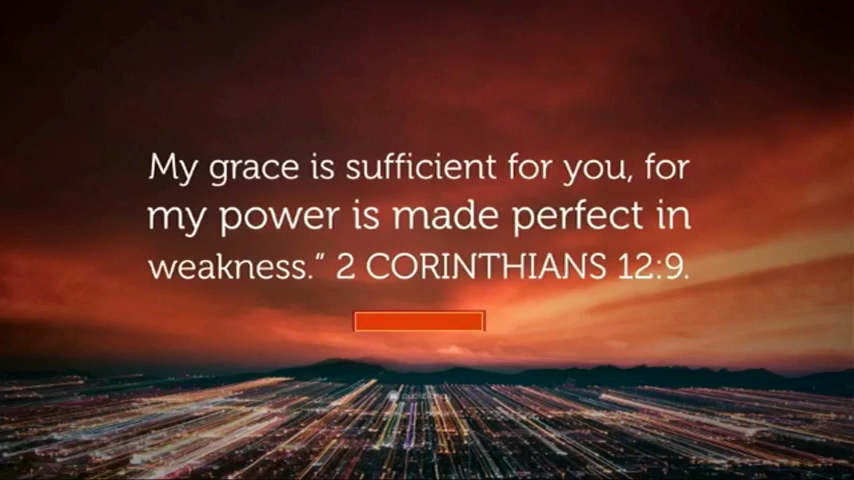 My grace is sufficient for you, for
my power is made perfect in
weakness.“ 2 CORINTHIANS 12:9.